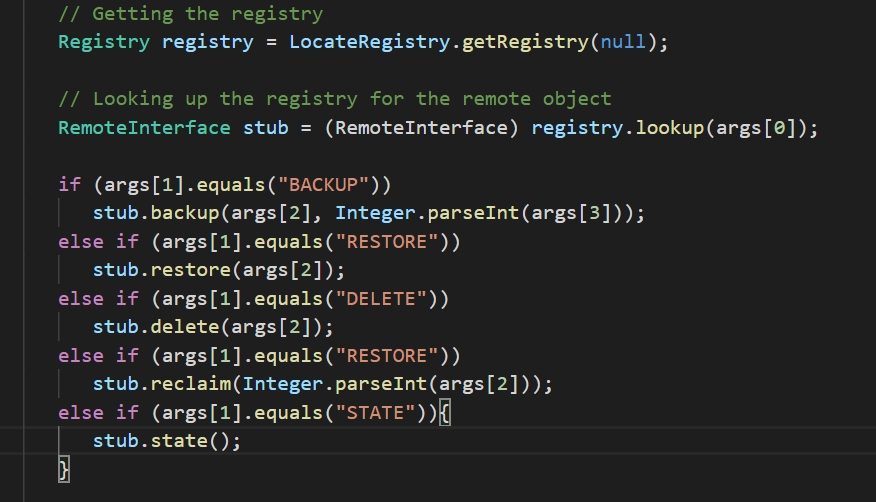 // Getting the registry
Registry registry = LocateRegistry.getRegistry(null);
// Looking up the registry for the remote object
RemoteInterface stub = (RemoteInterface) registry.lookup(args[0]);
if (args[1].equals("BACKUP"))
stub.backup(args[2], Integer.parseInt(args[3]));
else if (args[1].equals("RESTORE"))
stub.restore(args[2]);
else if (args[1].equals("DELETE"))
stub.delete(args[2]);
else if (args[1].equals("RESTORE"))
stub.reclaim(Integer.parseInt(args[2]));
else if (args[1].equals("STATE")){
stub.state();
}